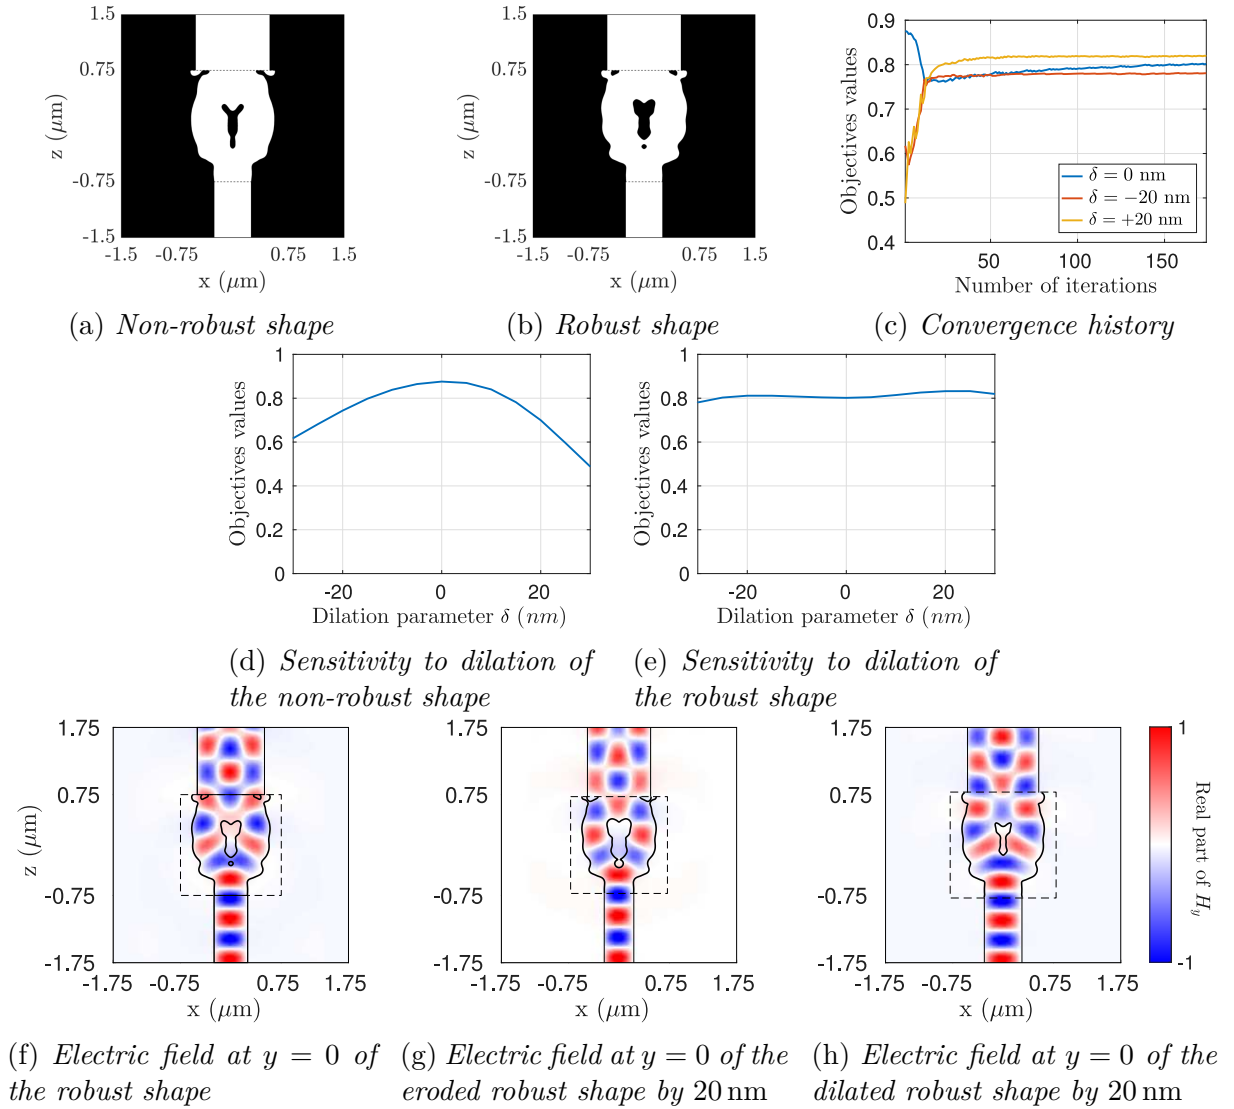 1.5
0.75
-0.75
-1.5
z (μm)
-1.5 -0.75 0.75 1.5
x (μm)
(a) Non-robust shape
1.5
0.75
-0.75
-1.5
z (μm)
-1.5 -0.75 0.75 1.5
x (μm)
(b) Robust shape
0.9
0.8
0.7
0.6
0.5
0.4
Objectives values
δ = 0 nm
δ = −20 nm
δ = +20 nm
50 100 150
Number of iterations
(c) Convergence history
1
0.8
0.6
0.4
0.2
0
Objectives values
-20 0 20
Dilation parameter δ (nm)
(d) Sensitivity to dilation of
the non-robust shape
1
0.8
0.6
0.4
0.2
0
Objectives values
-20 0 20
Dilation parameter δ (nm)
(e) Sensitivity to dilation of
the robust shape
1.75
0.75
-0.75
-1.75
z (μm)
-1.75 -0.75 0.75 1.75
x (μm)
(f) Electric field at y = 0 of
the robust shape
1.75
0.75
-0.75
-1.75
-1.75 -0.75 0.75 1.75
x (μm)
(g) Electric field at y = 0 of the
eroded robust shape by 20 nm
1.75
0.75
-0.75
-1.75
-1.75 -0.75 0.75 1.75
x (μm)
1
-1
Real part of Hy
(h) Electric field at y = 0 of the
dilated robust shape by 20 nm